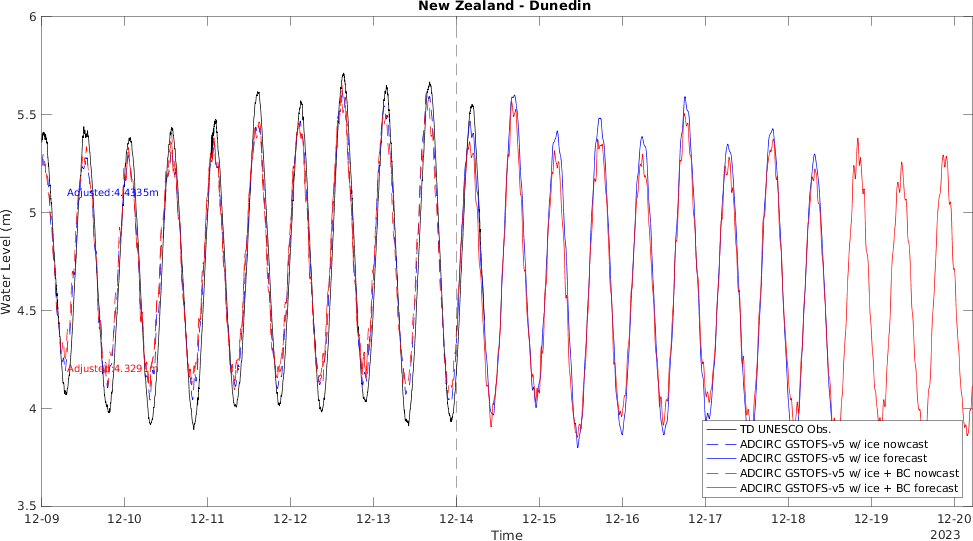 New Zealand - Dunedin
6
5.5
5
4.5
4
3.5
Water Level (m)
Adjusted:4.4335m
Adjusted:4.3291m
TD UNESCO Obs.
ADCIRC GSTOFS-v5 w/ ice nowcast
ADCIRC GSTOFS-v5 w/ ice forecast
ADCIRC GSTOFS-v5 w/ ice + BC nowcast
ADCIRC GSTOFS-v5 w/ ice + BC forecast
12-09 12-10 12-11 12-12 12-13 12-14 12-15 12-16 12-17 12-18 12-19 12-20
Time
2023